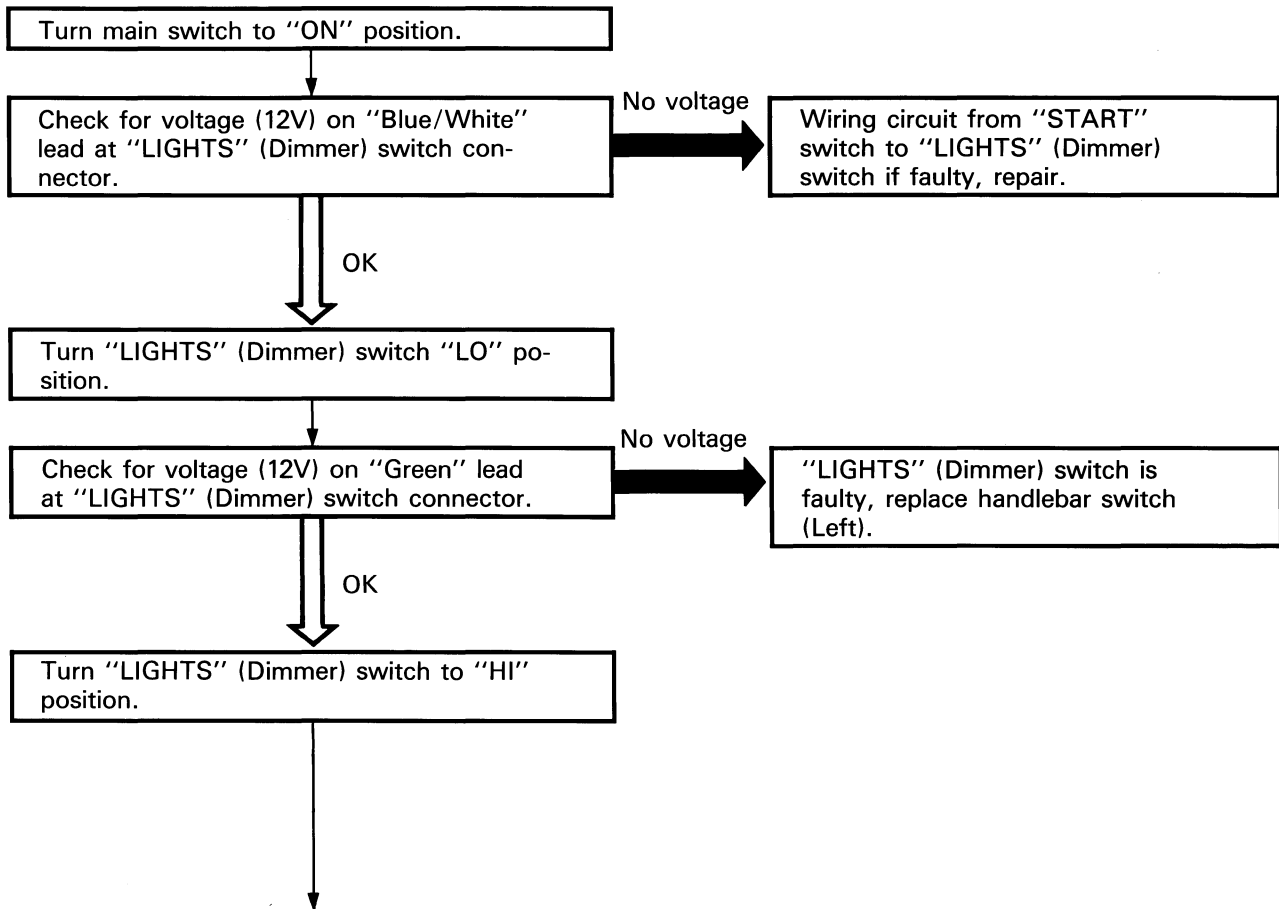 Turn main switch to “ON” position.
Check for voltage (12V) on “Blue/White”
lead at “LIGHTS” (Dimmer) switch con-
nector.
No voltage
Wiring circuit from “START”
switch to “LIGHTS” (Dimmer)
switch if faulty, repair.
OK
Turn “LIGHTS” (Dimmer) switch “LO” po-
sition.
Check for voltage (12V) on “Green” lead
at “LIGHTS” (Dimmer) switch connector.
No voltage
“LIGHTS” (Dimmer) switch is
faulty, replace handlebar switch
(Left).
OK
Turn “LIGHTS” (Dimmer) switch to “HI”
position.